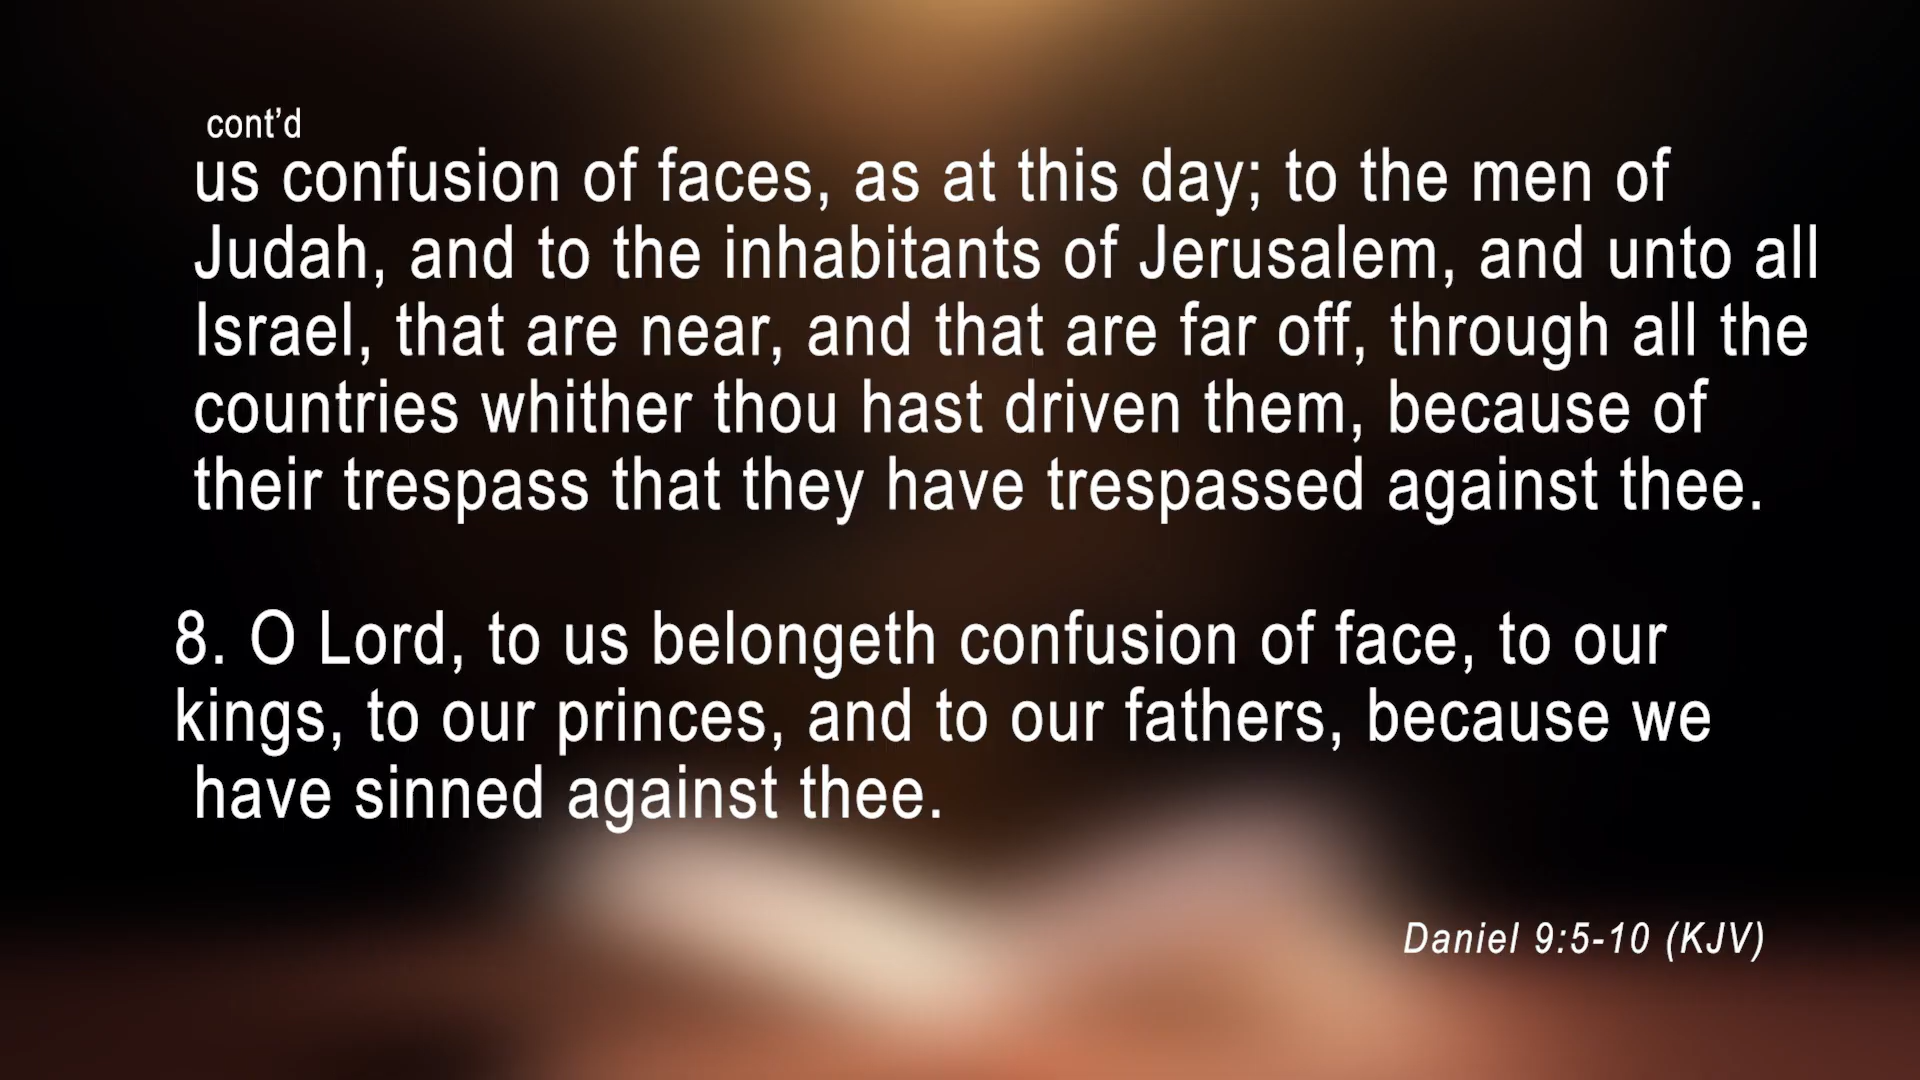 cont’d
us confusion of faces, as at this day; to the men of
Judah, and to the inhabitants of Jerusalem, and unto all
Israel, that are near, and that are far off, through all the
countries whither thou hast driven them, because of
their trespass that they have trespassed against thee.
8. O Lord, to us belongeth confusion of face, to our
kings, to our princes, and to our fathers, because we
have sinned against thee.
Daniel 9:5-10 (KJV)